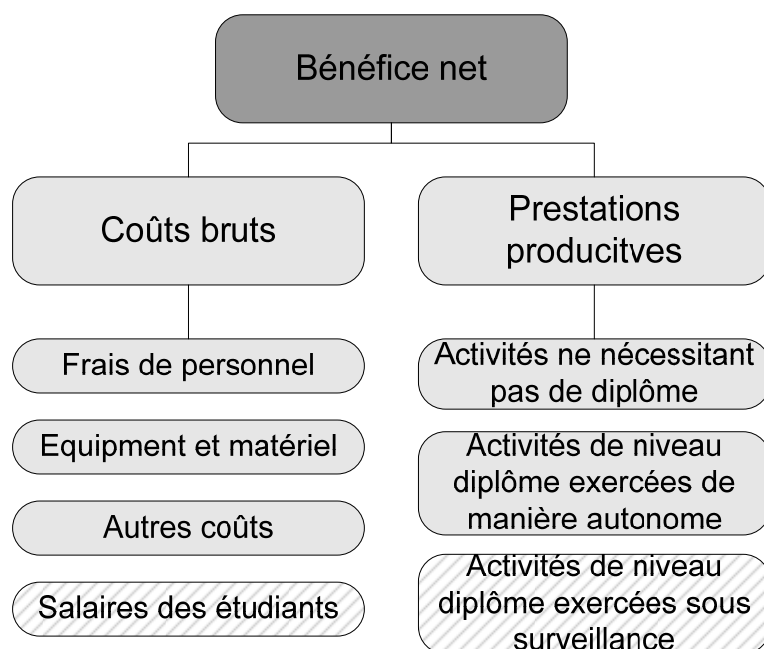 Bénéfice net
Coûts bruts
Prestations
producitves
Frais de personnel
Equipment et matériel
Autres coûts
Salaires des étudiants
Activités ne nécessitant
pas de diplôme
Activités de niveau
diplôme exercées de
manière autonome
Activités de niveau
diplôme exercées sous
surveillance